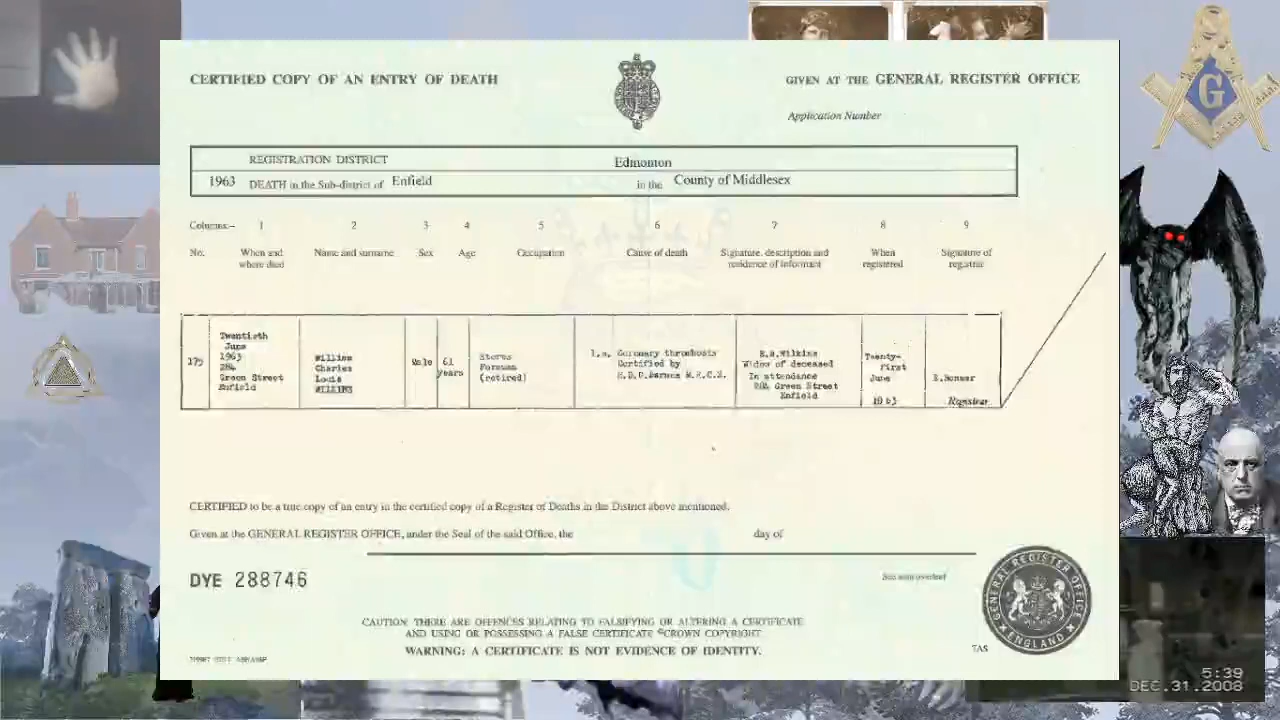 CERTIFIED COPY OF AN ENTRY OF DEATH
GIVEN AT THE GENERAL REGISTER OFFICE
Application Number
REGISTRATION DISTRICT Edmonton
1963 DEATH in the Sub-district of Enfield in the County of Middlesex
Columns:- 1 2 3 4 5 6 7 8 9
No. When and where died Name and surname Sex Age Occupation Cause of death Signature, description and residence of informant When registered Signature of registrar
175
Twentieth
June
1963
284
Green Street
Enfield
William
Charles
Louis
WILKINS
Male
61
years
Stores
Foreman
(retired)
1.a. Coronary thrombosis
Certified by
M.R.C.S.
E.B.Wilkins
Widow of deceased
In attendance
284 Green Street
Enfield
Twenty-
first
June
1963
Registrar
CERTIFIED to be a true copy of an entry in the certified copy of a Register of Deaths in the District above mentioned.
Given at the GENERAL REGISTER OFFICE, under the Seal of the said Office, the day of
DYE 288746
See note overleaf
CAUTION: THERE ARE OFFENCES RELATING TO FALSIFYING OR ALTERING A CERTIFICATE
AND USING OR POSSESSING A FALSE CERTIFICATE ©CROWN COPYRIGHT
WARNING: A CERTIFICATE IS NOT EVIDENCE OF IDENTITY.
GENERAL REGISTER OFFICE
ENGLAND
G
5:39
DEC.31.2008